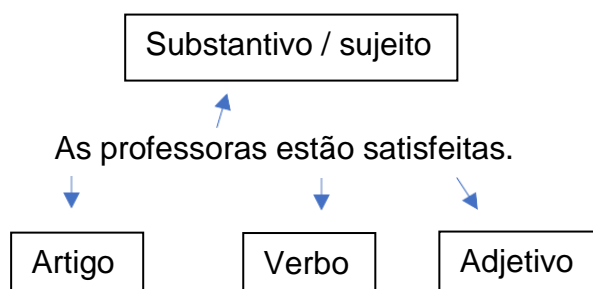 Substantivo / sujeito
As professoras estão satisfeitas.
Artigo
Verbo
Adjetivo